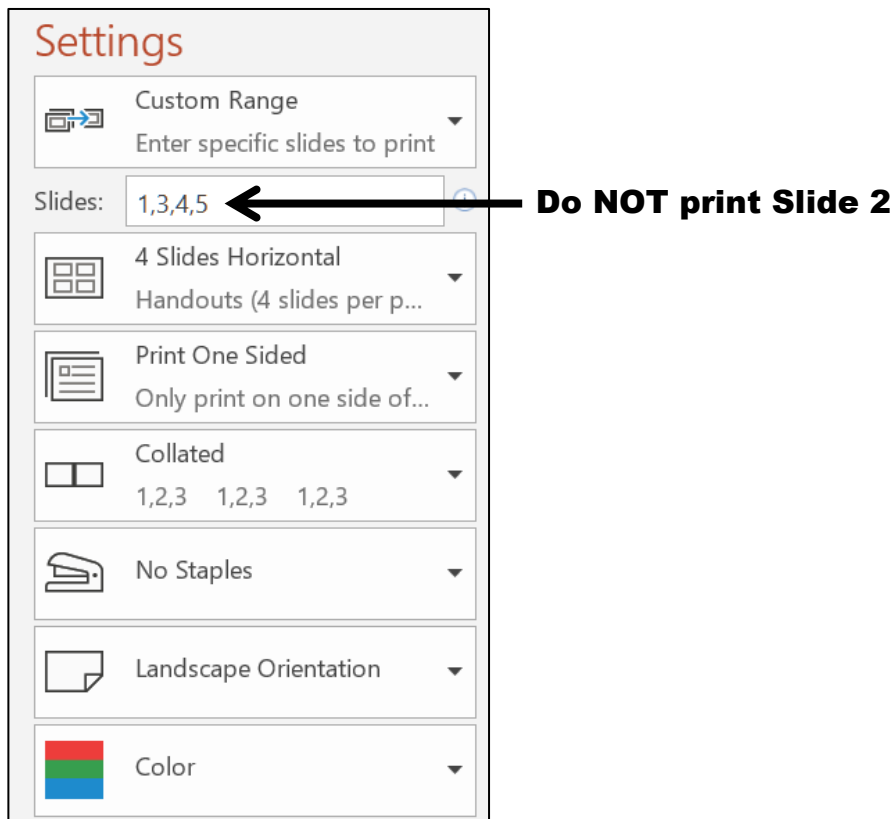 Settings
Custom Range
Enter specific slides to print
Slides:
1,3,4,5
Do NOT print Slide 2
4 Slides Horizontal
Handouts (4 slides per p...
Print One Sided
Only print on one side of...
Collated
1,2,3 1,2,3 1,2,3
No Staples
Landscape Orientation
Color